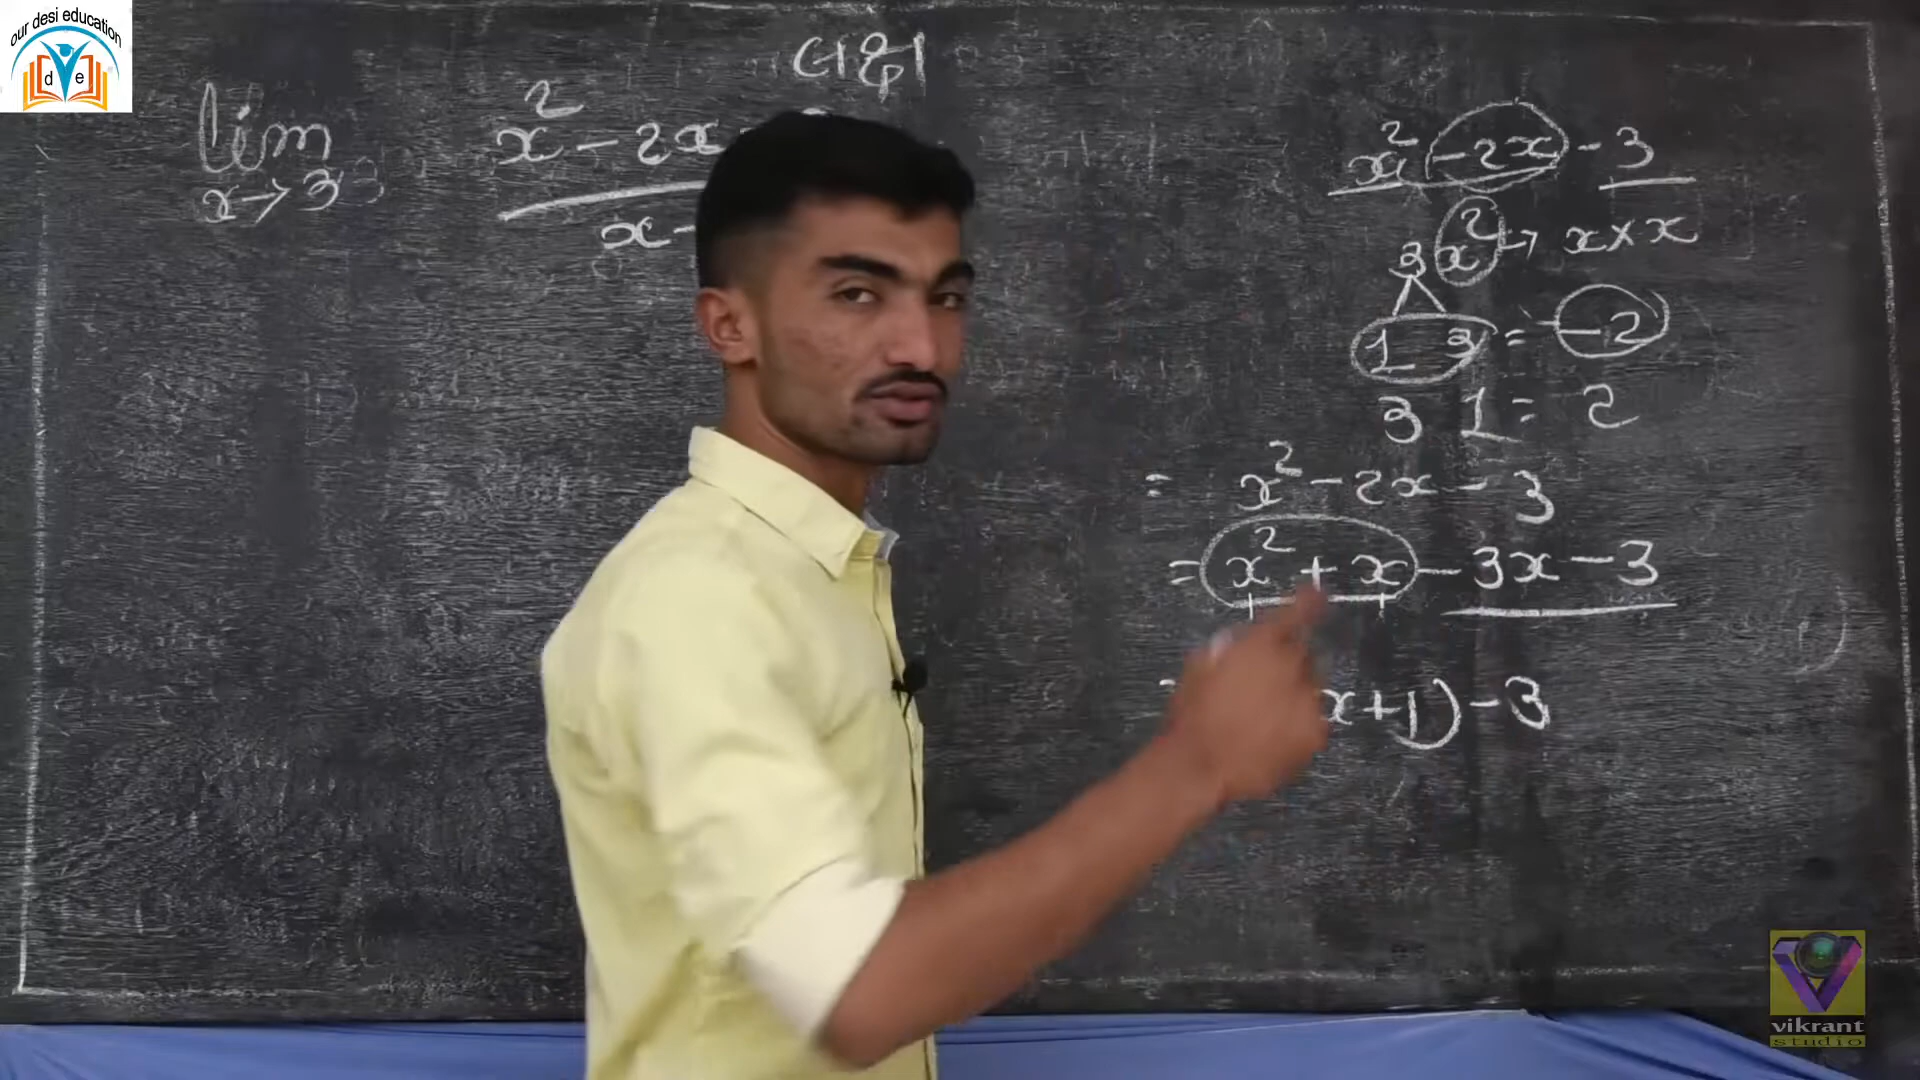 our desi education
d e
lim
x→3
x² - 2x
x-
x² - 2x - 3
3 x² → x × x
1 3 = -2
3 1 = 2
= x² - 2x - 3
= x² + x - 3x - 3
x+1) - 3
vikrant
studio